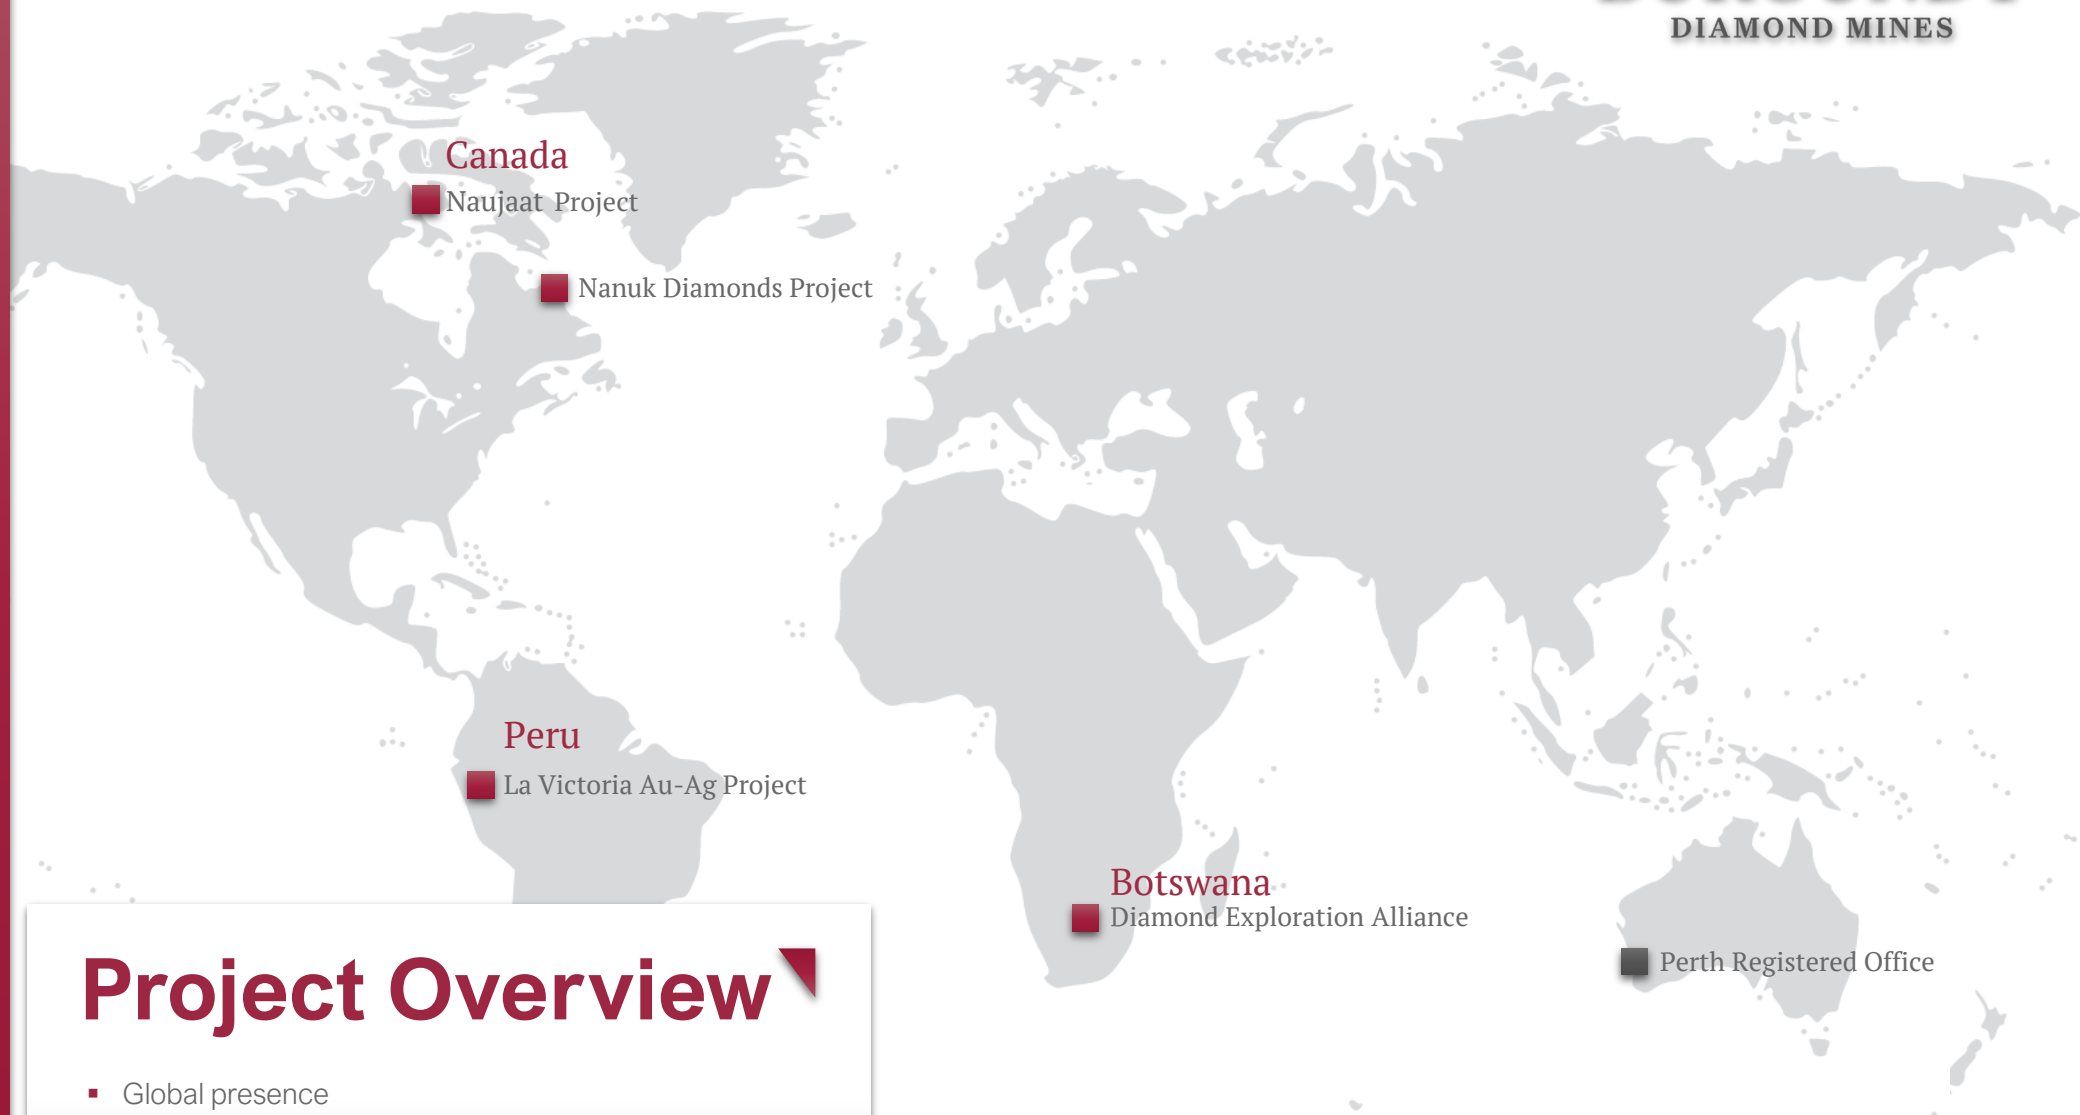 DIAMOND MINES
Canada
Naujaat Project
Nanuk Diamonds Project
Peru
La Victoria Au-Ag Project
Botswana
Diamond Exploration Alliance
Perth Registered Office
Project Overview
▪ Global presence